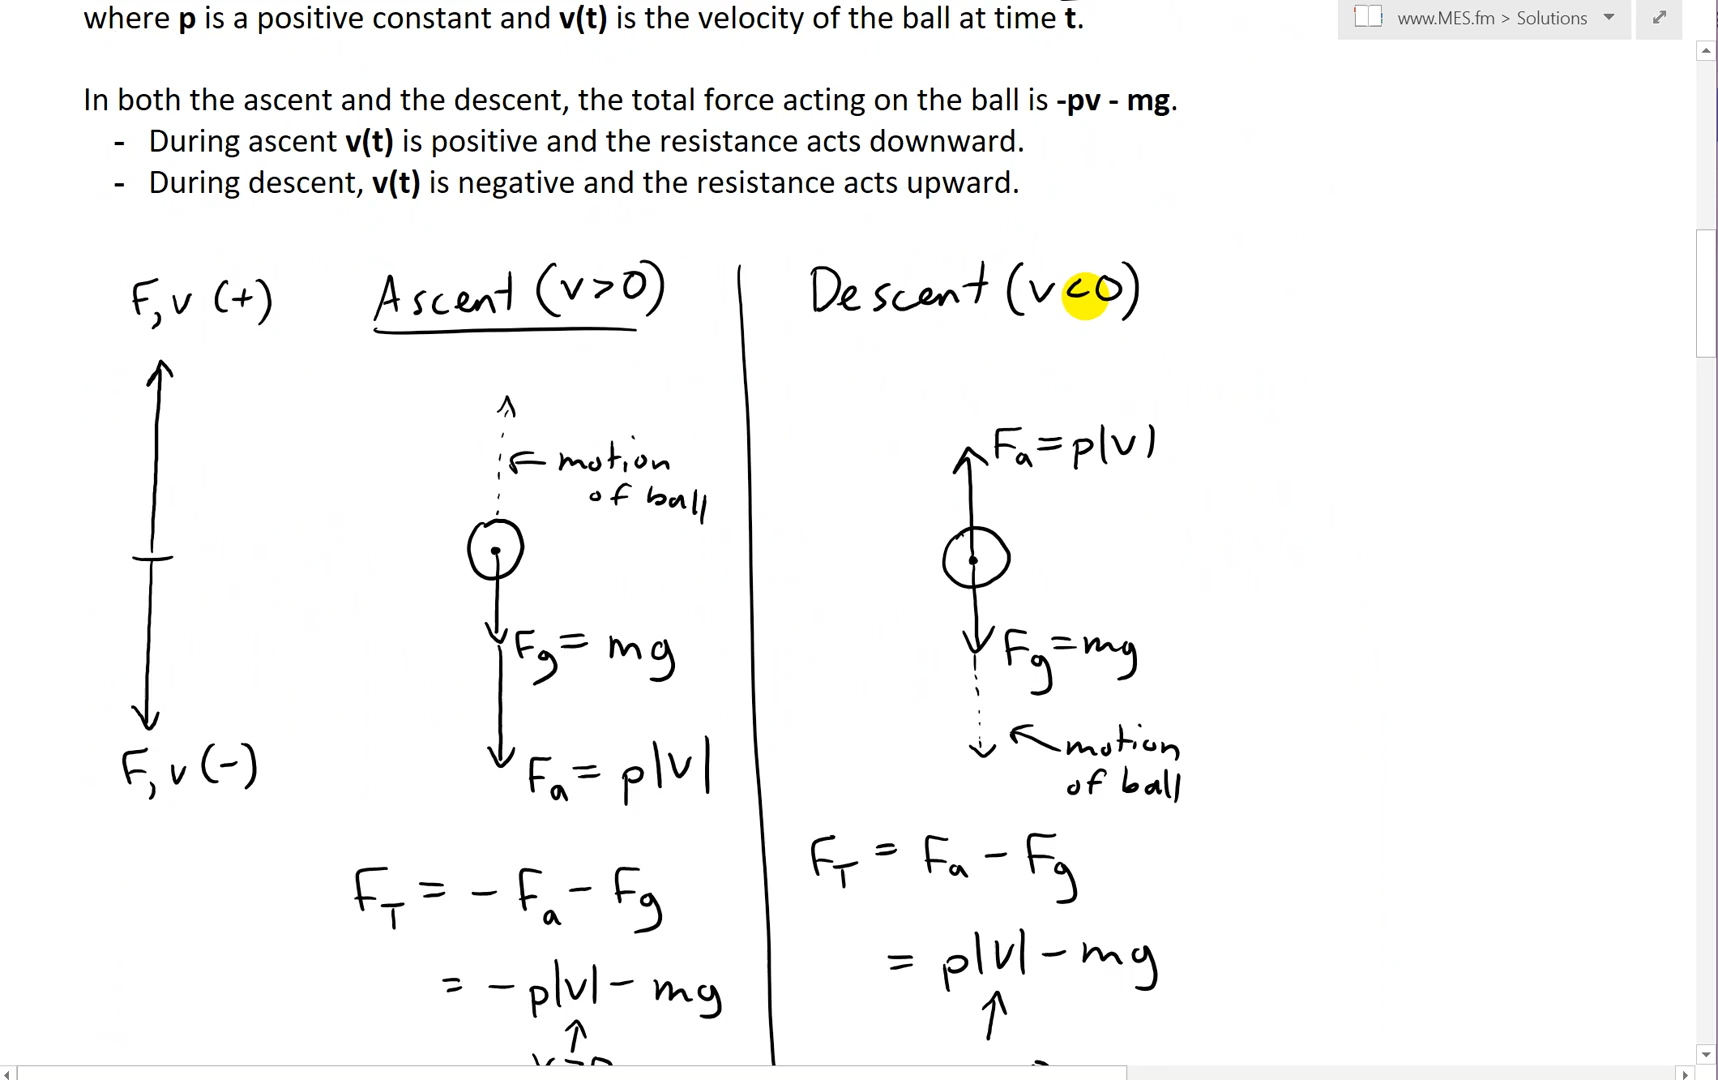 where p is a positive constant and v(t) is the velocity of the ball at time t.
www.MES.fm > Solutions
In both the ascent and the descent, the total force acting on the ball is -pv - mg.
- During ascent v(t) is positive and the resistance acts downward.
- During descent, v(t) is negative and the resistance acts upward.
F, v (+)
Ascent (v>0)
Descent (v<0)
motion
of ball
Fa = p|v|
Fg = mg
Fg = mg
F, v (-)
Fa = p|v|
motion
of ball
FT = Fa - Fg
FT = - Fa - Fg
= p|v| - mg
= - p|v| - mg